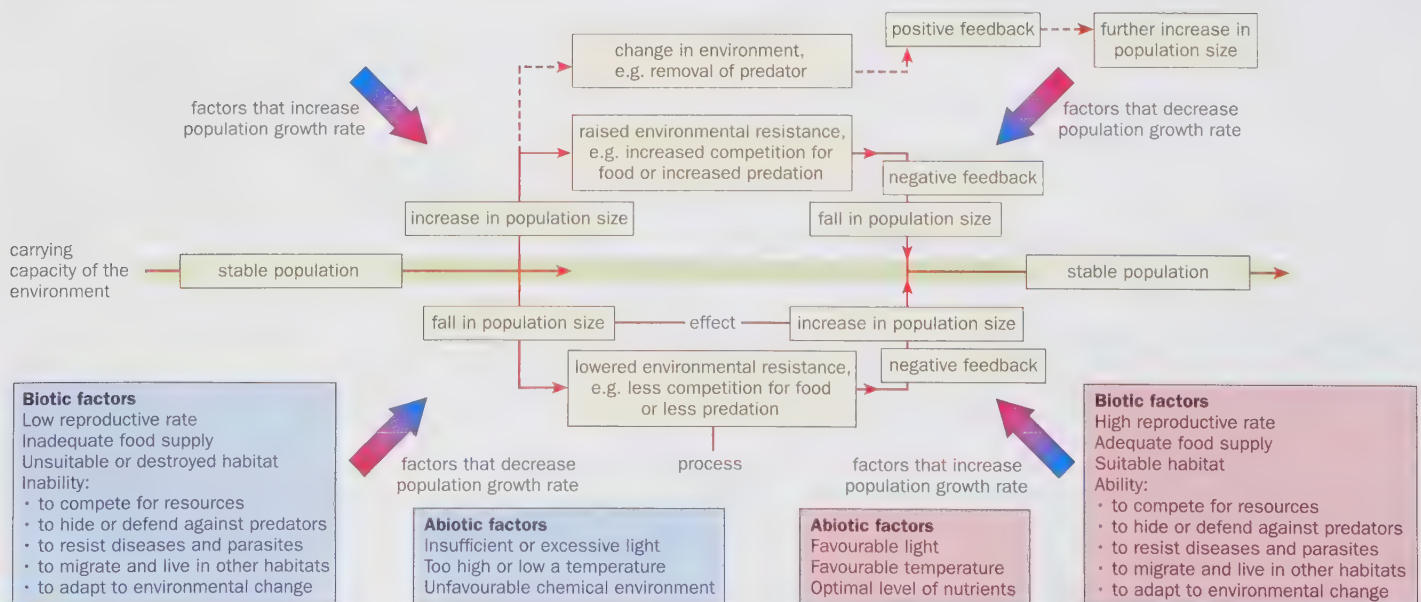 change in environment,
e.g. removal of predator
positive feedback
further increase in
population size
factors that increase
population growth rate
factors that decrease
population growth rate
raised environmental resistance,
e.g. increased competition for
food or increased predation
negative feedback
increase in population size
fall in population size
carrying
capacity of the
environment
stable population
stable population
fall in population size
effect
increase in population size
lowered environmental resistance,
e.g. less competition for food
or less predation
negative feedback
factors that decrease
population growth rate
process
factors that increase
population growth rate
Biotic factors
Low reproductive rate
Inadequate food supply
Unsuitable or destroyed habitat
Inability:
• to compete for resources
• to hide or defend against predators
• to resist diseases and parasites
• to migrate and live in other habitats
• to adapt to environmental change
Abiotic factors
Insufficient or excessive light
Too high or low a temperature
Unfavourable chemical environment
Abiotic factors
Favourable light
Favourable temperature
Optimal level of nutrients
Biotic factors
High reproductive rate
Adequate food supply
Suitable habitat
Ability:
• to compete for resources
• to hide or defend against predators
• to resist diseases and parasites
• to migrate and live in other habitats
• to adapt to environmental change